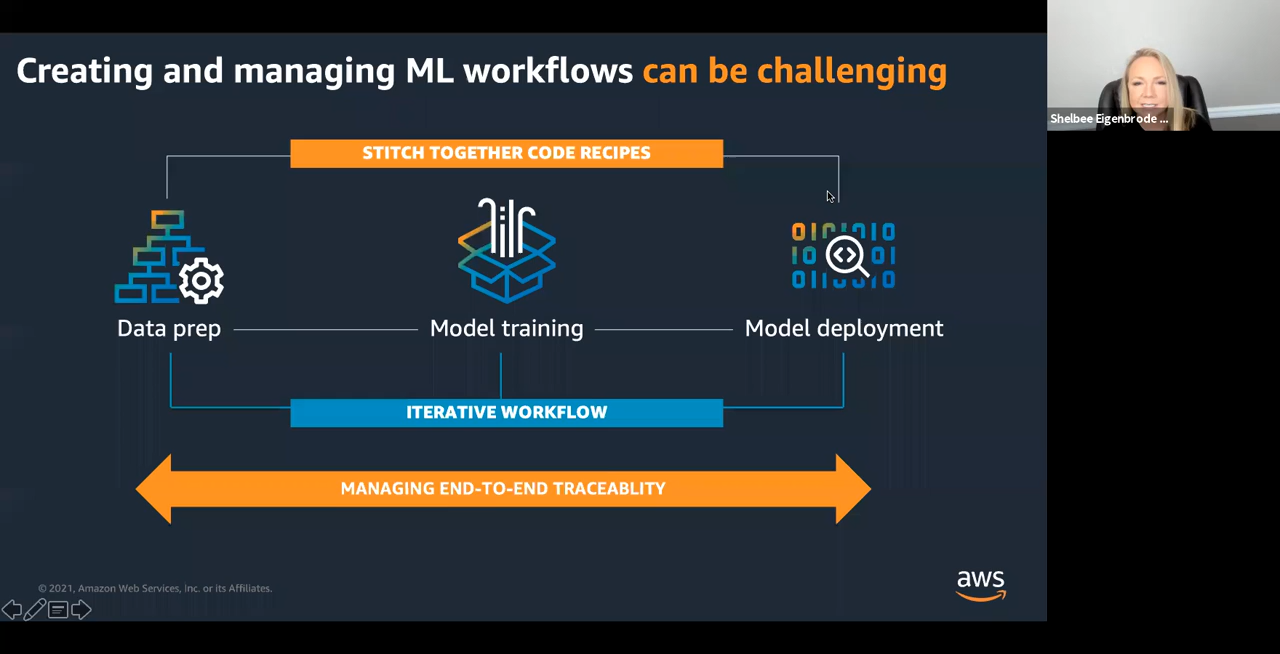 Creating and managing ML workflows can be challenging
Shelbee Eigenbrode ...
STITCH TOGETHER CODE RECIPES
Data prep
Model training
Model deployment
ITERATIVE WORKFLOW
MANAGING END-TO-END TRACEABLITY
© 2021, Amazon Web Services, Inc. or its Affiliates.
aws